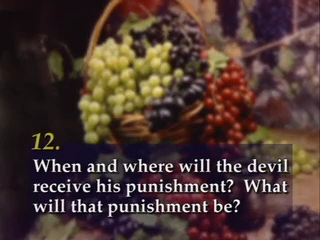 12.
When and where will the devil
receive his punishment?  What
will that punishment be?